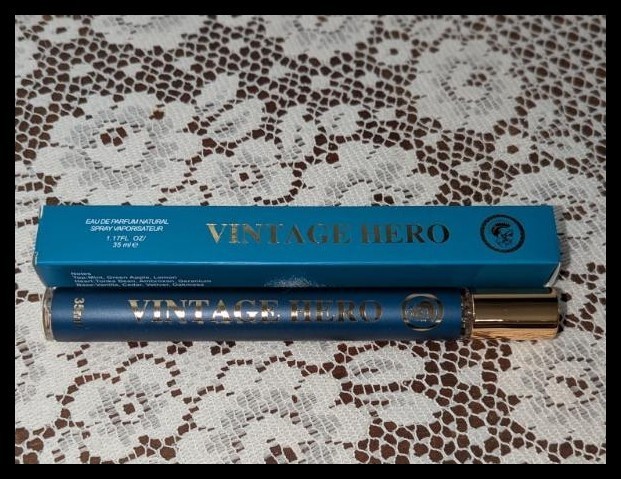 EAU DE PARFUM NATURAL
SPRAY VAPORISATEUR
1.17FL OZ/
35 ml ℮
VINTAGE HERO
Notes
Top-Mint, Green Apple, Lemon
Heart:Tonka Bean, Ambroxan, Geranium
Base:Vanilla, Cedar, Vetiver, Oakmoss
35ml
VINTAGE HERO